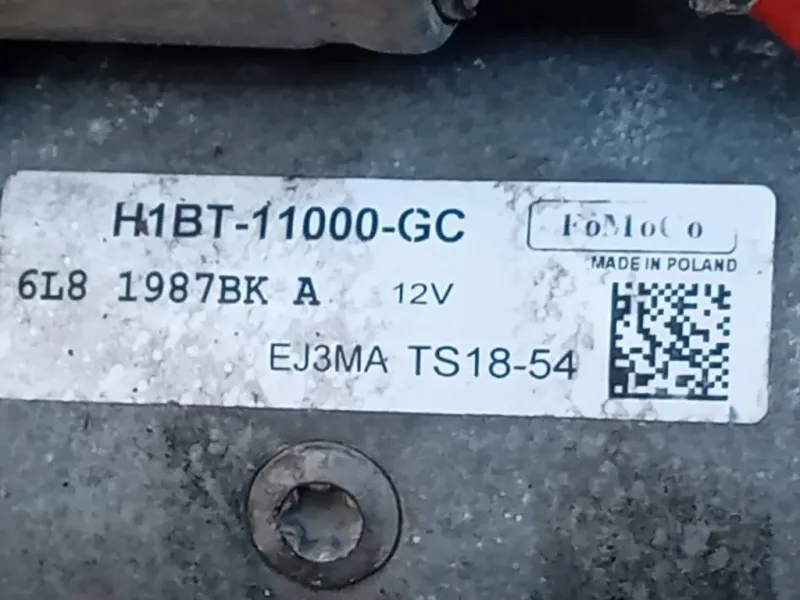 H1BT-11000-GC
FoMoCo
MADE IN POLAND
6L8 1987BK A 12V
EJ3MA TS18-54